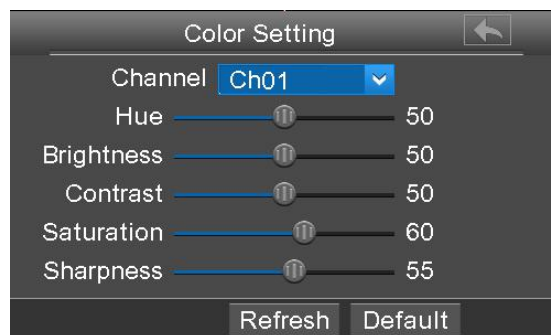 Color Setting
Channel Ch01
Hue 50
Brightness 50
Contrast 50
Saturation 60
Sharpness 55
Refresh Default